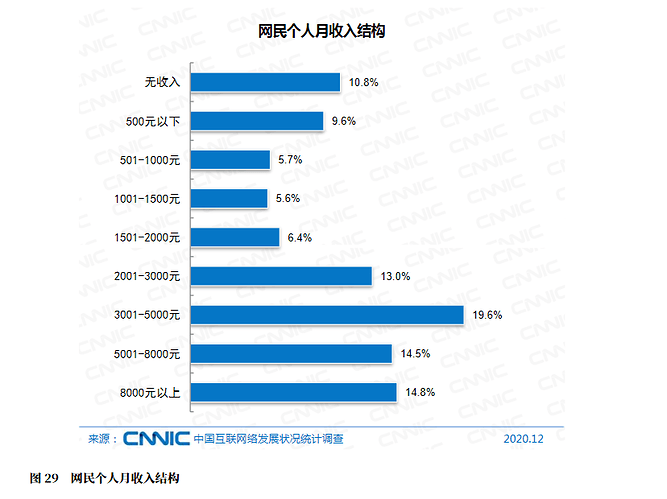 网民个人月收入结构
无收入 10.8%
500元以下 9.6%
501-1000元 5.7%
1001-1500元 5.6%
1501-2000元 6.4%
2001-3000元 13.0%
3001-5000元 19.6%
5001-8000元 14.5%
8000元以上 14.8%
来源： CNNIC 中国互联网络发展状况统计调查 2020.12
图 29 网民个人月收入结构